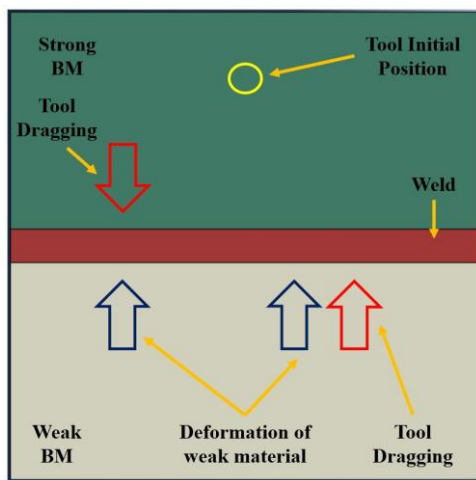 Strong
BM
Tool Initial
Position
Tool
Dragging
Weld
Weak
BM
Deformation of
weak material
Tool
Dragging